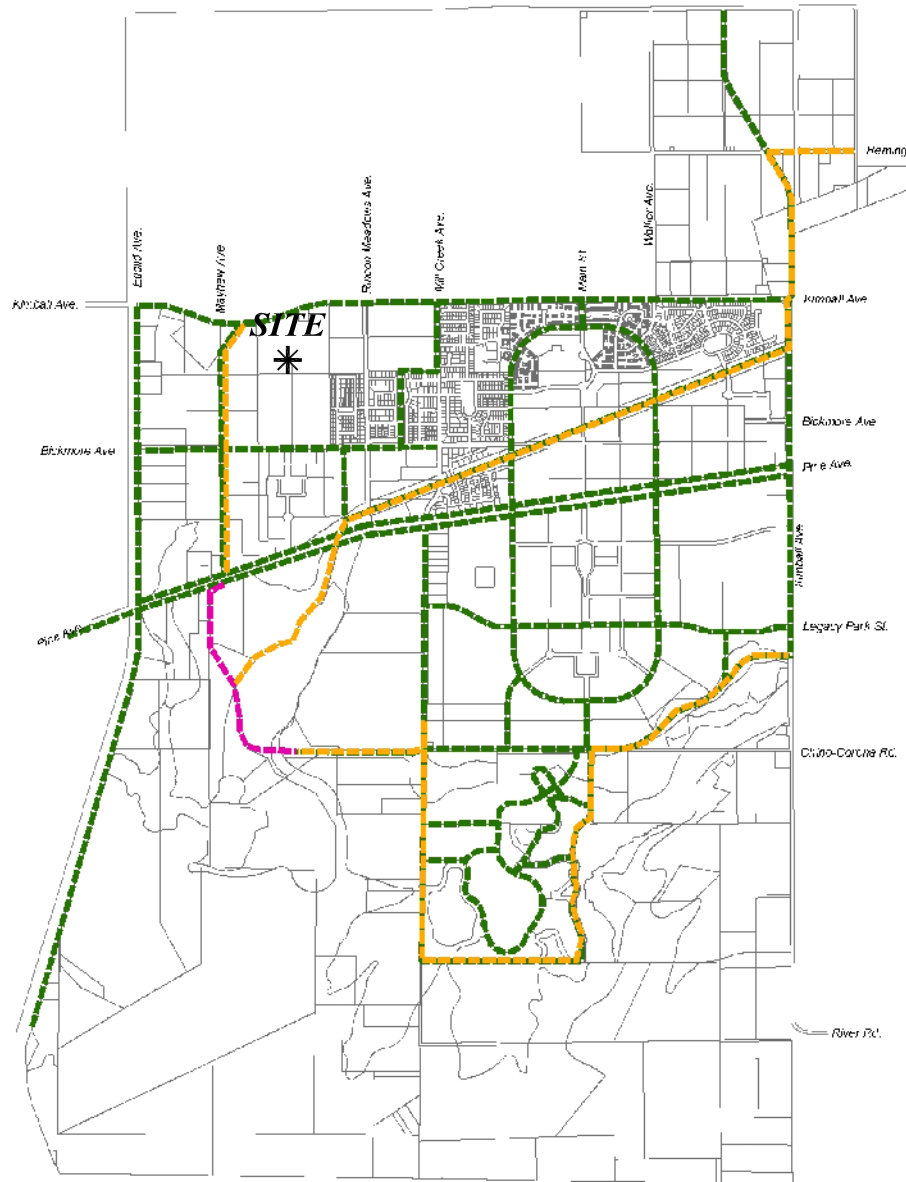 Reming
Euclid Ave.
Mayhew Ave
Rincon Meadows Ave.
Mill Creek Ave.
Main St
Walker Ave.
Kimball Ave.
Kimball Ave
SITE
Bickmore Ave
Bickmore Ave
Pine Ave.
Kimball Ave.
Pine Ave.
Legacy Park St.
Chino-Corona Rd.
River Rd.